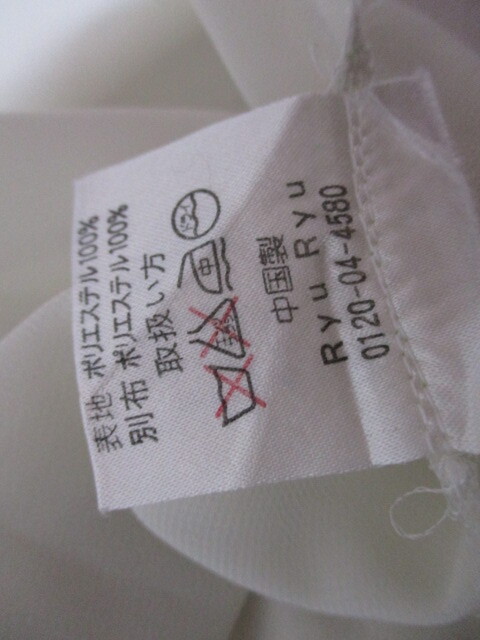 表地 ポリエステル100%
別布 ポリエステル100%
取扱い方
中
中国製
Ryu Ryu
0120-04-4580